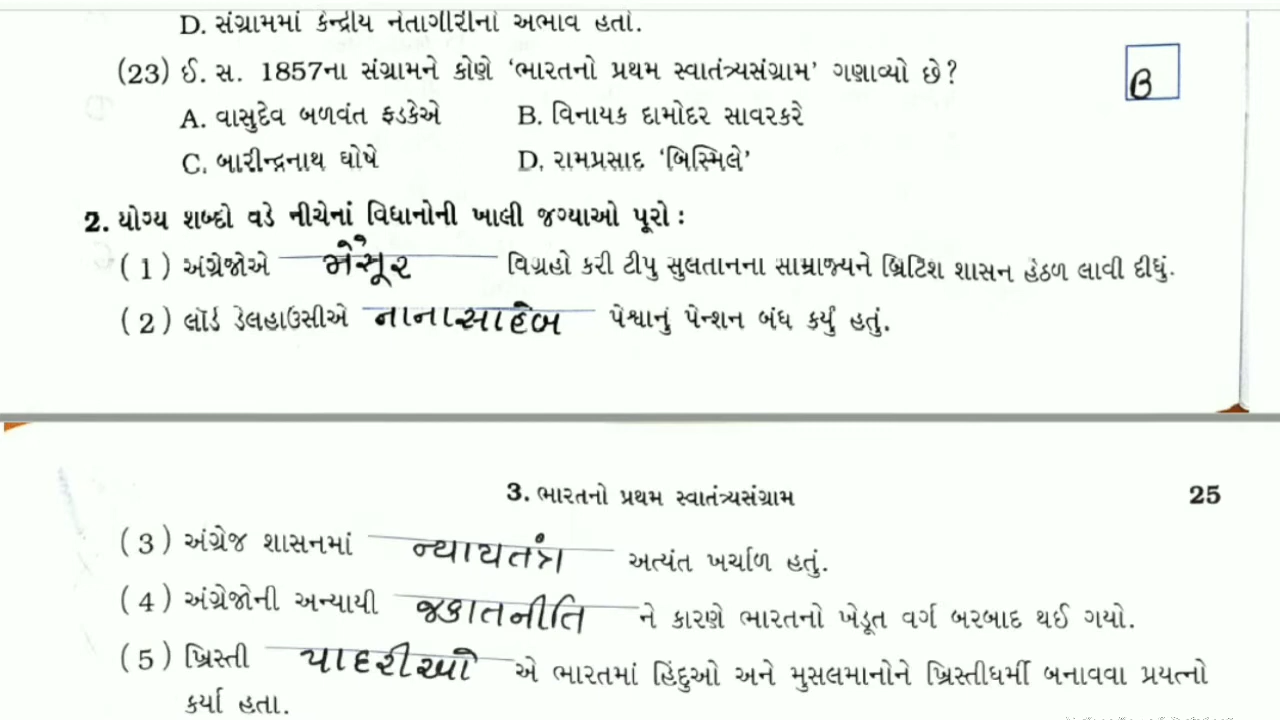 D. સંગ્રામમાં કેન્દ્રીય નેતાગીરીનો અભાવ હતો.
(23) ઈ. સ. 1857ના સંગ્રામને કોણે ‘ભારતનો પ્રથમ સ્વાતંત્ર્યસંગ્રામ’ ગણાવ્યો છે? B
A. વાસુદેવ બળવંત ફડકેએ B. વિનાયક દામોદર સાવરકરે
C. બારીન્દ્રનાથ ઘોષે D. રામપ્રસાદ ‘બિસ્મિલે’
2. યોગ્ય શબ્દો વડે નીચેનાં વિધાનોની ખાલી જગ્યાઓ પૂરો :
(1) અંગ્રેજોએ મૈસૂર વિગ્રહો કરી ટીપુ સુલતાનના સામ્રાજ્યને બ્રિટિશ શાસન હેઠળ લાવી દીધું.
(2) લૉર્ડ ડેલહાઉસીએ નાનાસાહેબ પેશ્વાનું પેન્શન બંધ કર્યું હતું.
3. ભારતનો પ્રથમ સ્વાતંત્ર્યસંગ્રામ 25
(3) અંગ્રેજ શાસનમાં ન્યાયતંત્ર અત્યંત ખર્ચાળ હતું.
(4) અંગ્રેજોની અન્યાયી જકાતનીતિ ને કારણે ભારતનો ખેડૂત વર્ગ બરબાદ થઈ ગયો.
(5) ખ્રિસ્તી પાદરીઓ એ ભારતમાં હિંદુઓ અને મુસલમાનોને ખ્રિસ્તીધર્મી બનાવવા પ્રયત્નો
કર્યા હતા.